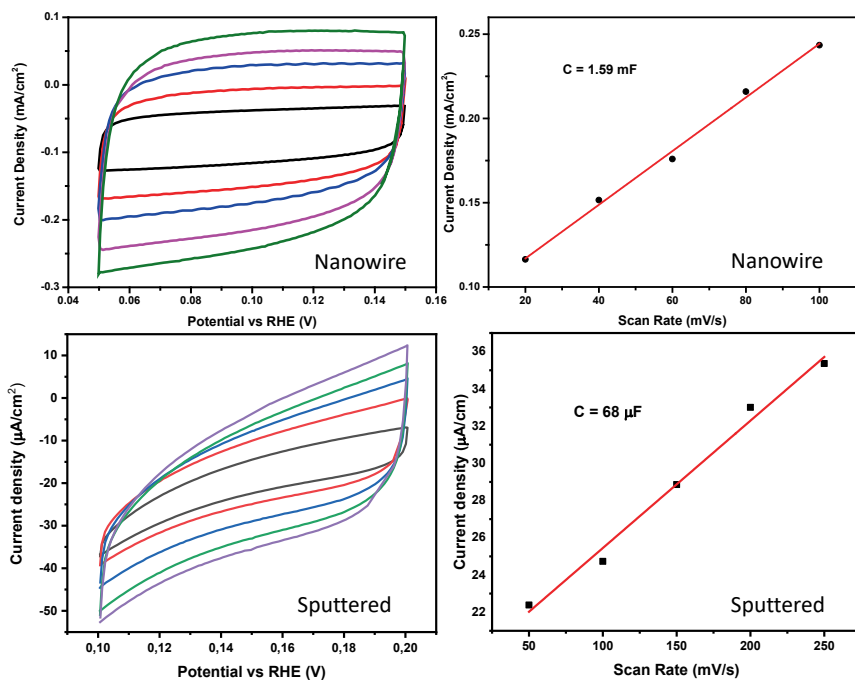 0.1
0.0
-0.1
-0.2
-0.3
Current Density (mA/cm²)
Nanowire
0.04 0.06 0.08 0.10 0.12 0.14 0.16
Potential vs RHE (V)
0.25
0.20
0.15
0.10
Current Density (mA/cm²)
C = 1.59 mF
Nanowire
20 40 60 80 100
Scan Rate (mV/s)
10
0
-10
-20
-30
-40
-50
Current density (µA/cm²)
Sputtered
0,10 0,12 0,14 0,16 0,18 0,20
Potential vs RHE (V)
36
34
32
30
28
26
24
22
Current density (µA/cm)
C = 68 µF
Sputtered
50 100 150 200 250
Scan Rate (mV/s)